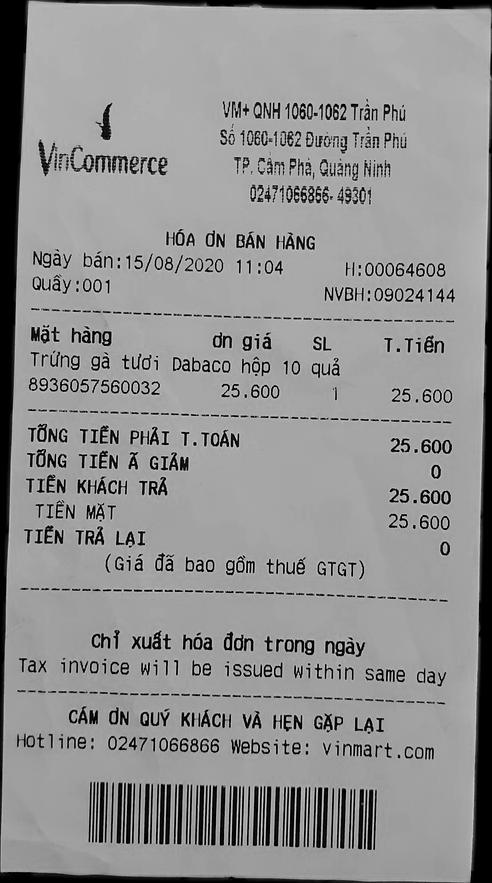 VinCommerce
VM+ QNH 1060-1062 Trần Phú
Số 1060-1062 Đường Trần Phú
TP. Cẩm Phả, Quảng Ninh
02471066866- 49301
HÓA ƠN BÁN HÀNG
Ngày bán:15/08/2020 11:04 H:00064608
Quầy:001 NVBH:09024144
Mặt hàng ơn giá SL T.Tiền
Trứng gà tươi Dabaco hộp 10 quả
8936057560032 25.600 1 25.600
TỔNG TIỀN PHẢI T.TOÁN 25.600
TỔNG TIỀN Ã GIẢM 0
TIỀN KHÁCH TRẢ 25.600
TIỀN MẶT 25.600
TIỀN TRẢ LẠI 0
(Giá đã bao gồm thuế GTGT)
Chỉ xuất hóa đơn trong ngày
Tax invoice will be issued within same day
CẢM ƠN QUÝ KHÁCH VÀ HẸN GẶP LẠI
Hotline: 02471066866 Website: vinmart.com